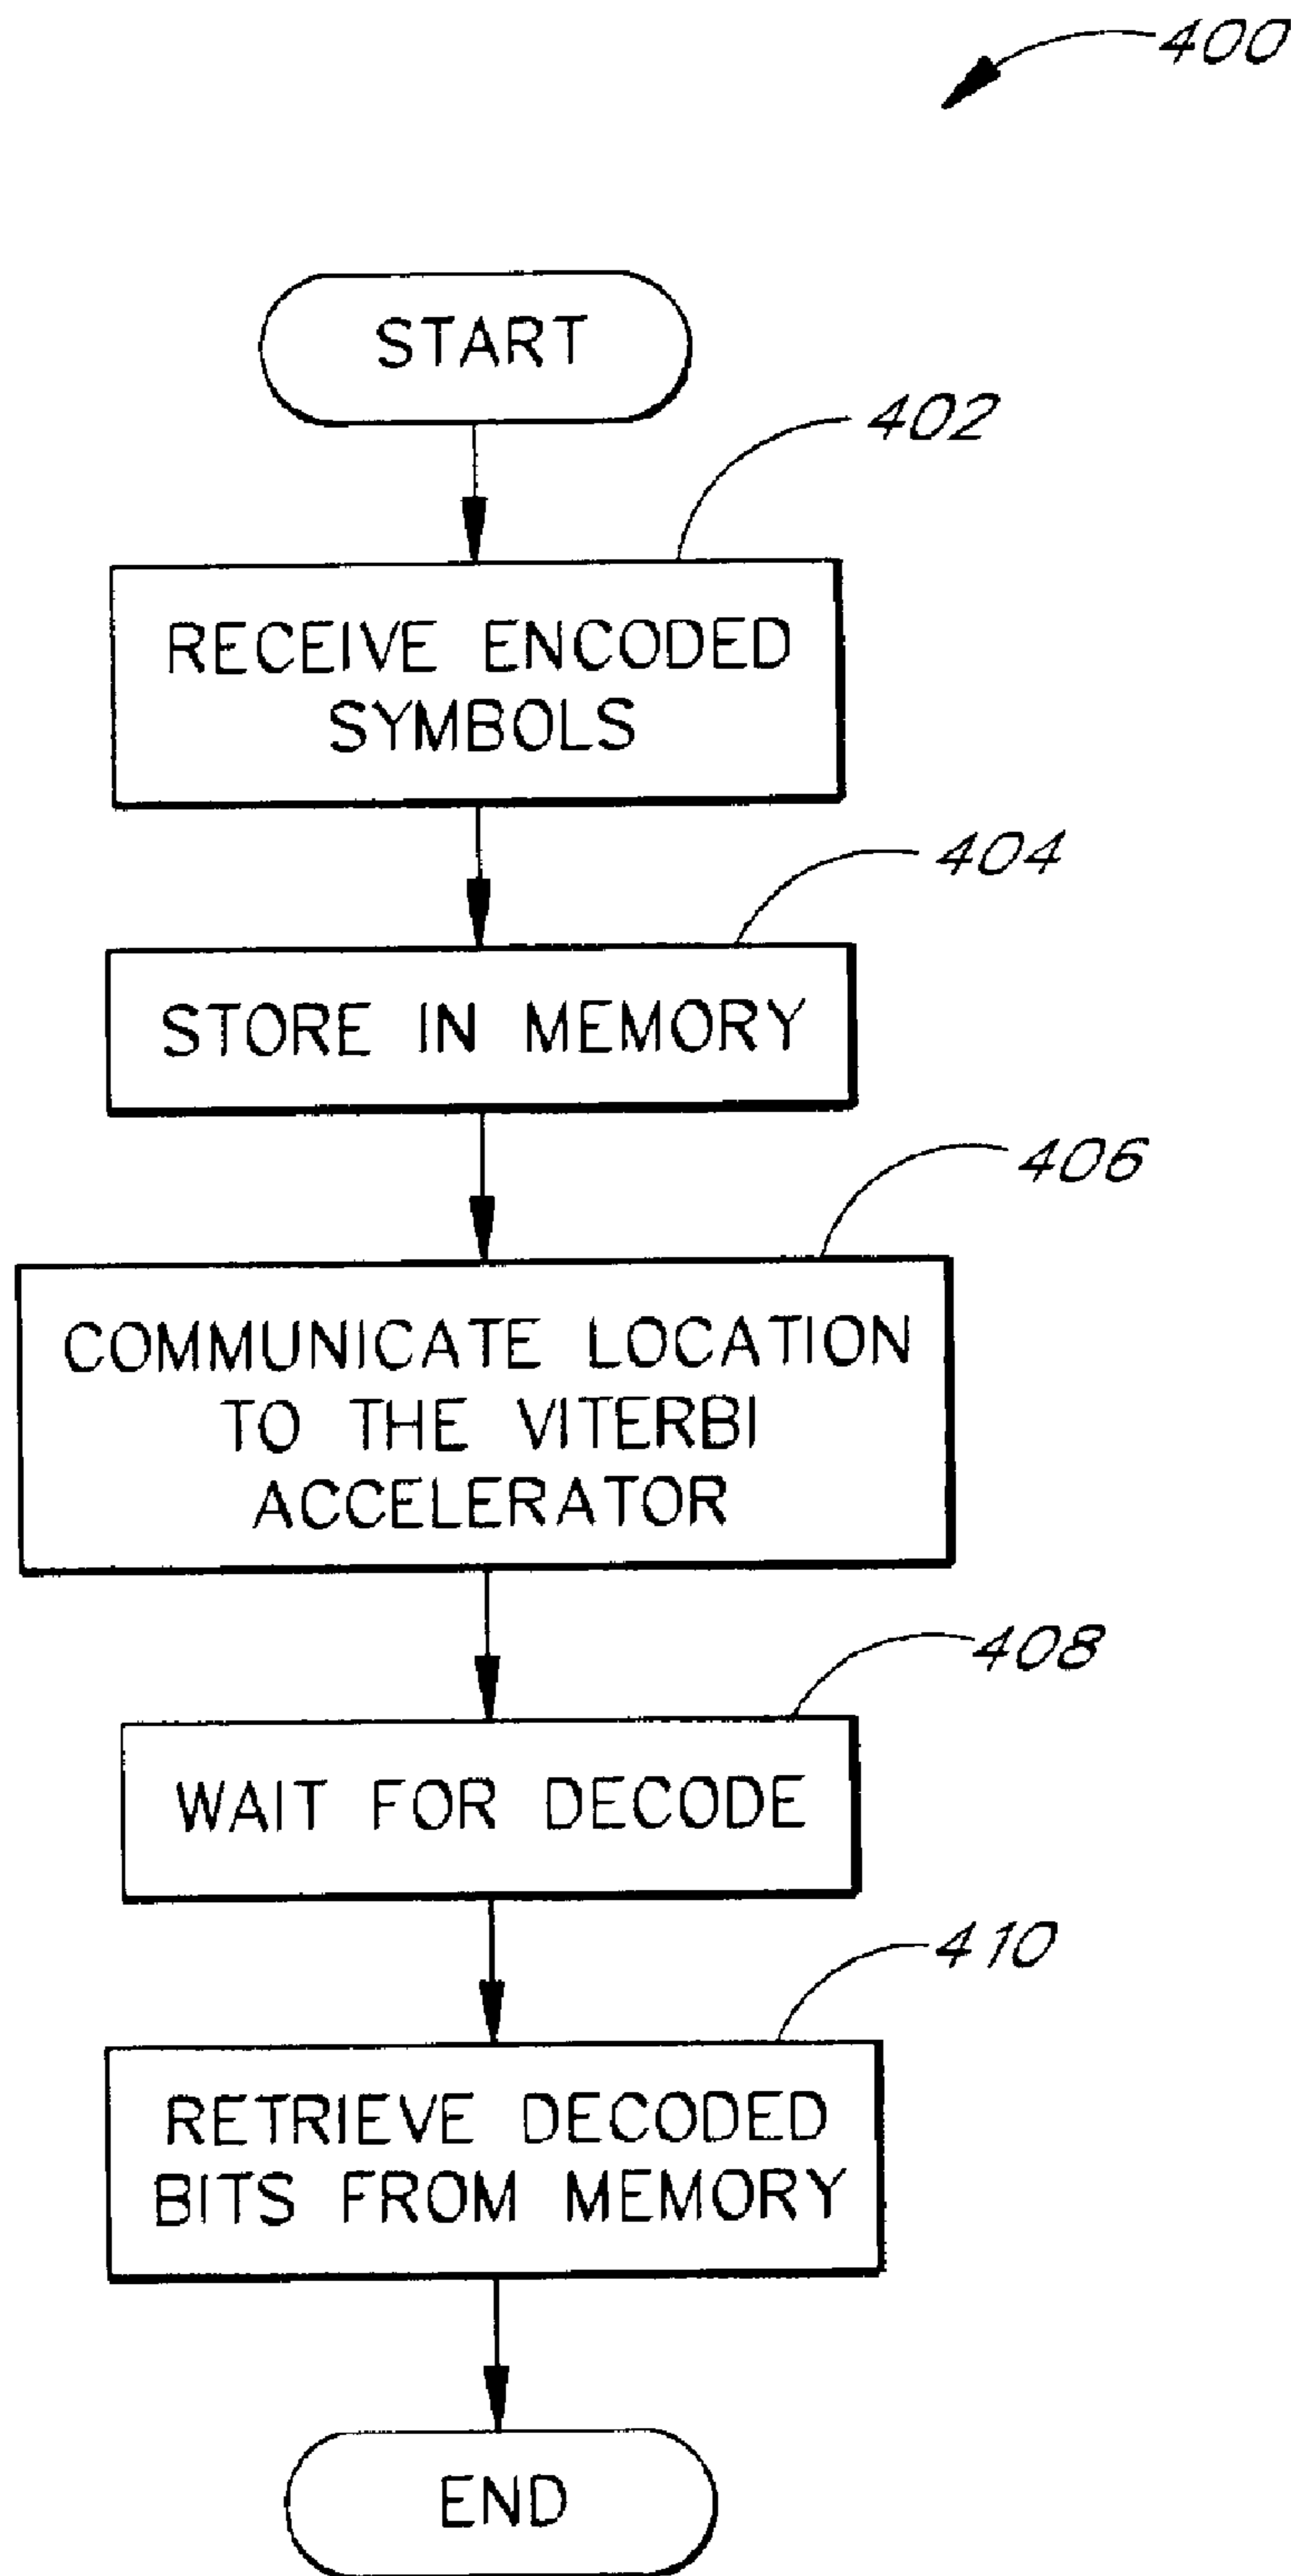 400
START
402
RECEIVE ENCODED
SYMBOLS
404
STORE IN MEMORY
406
COMMUNICATE LOCATION
TO THE VITERBI
ACCELERATOR
408
WAIT FOR DECODE
410
RETRIEVE DECODED
BITS FROM MEMORY
END